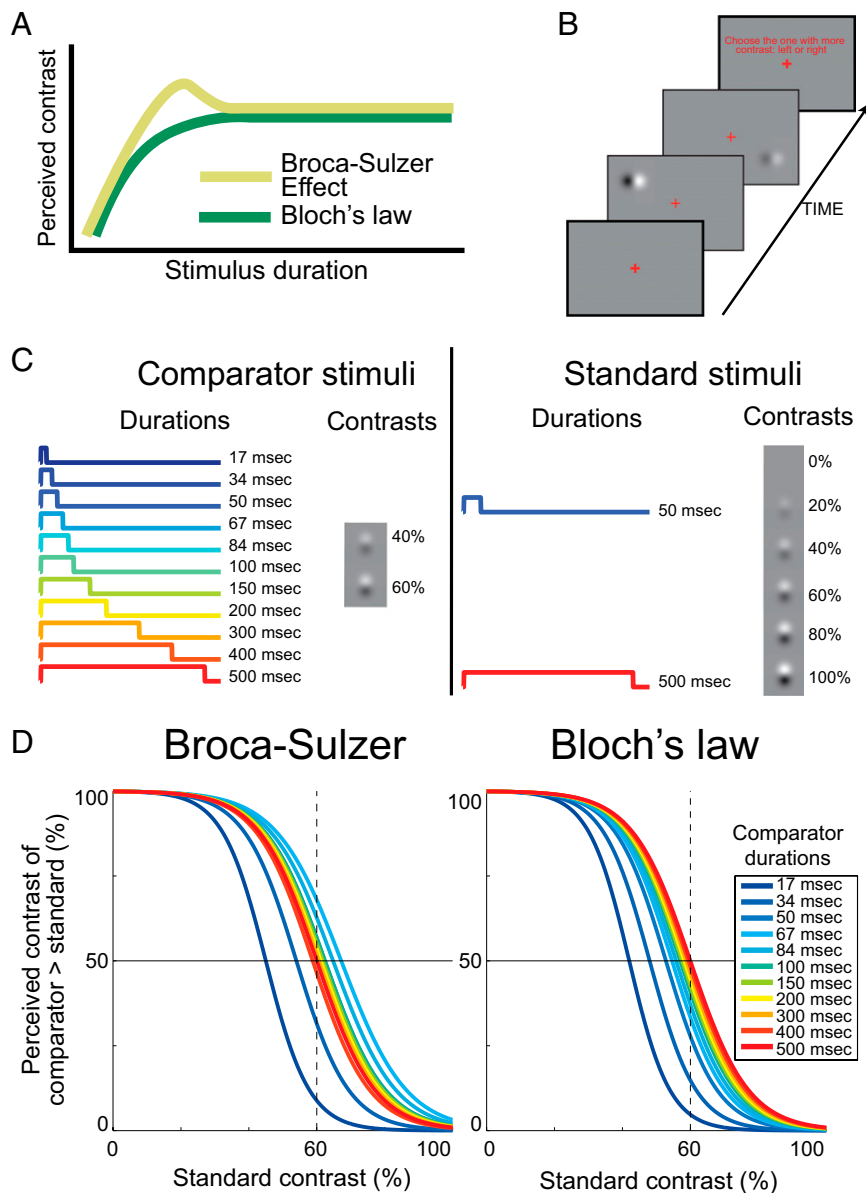 A
Perceived contrast
Broca-Sulzer
Effect
Bloch's law
Stimulus duration
B
Choose the one with more
contrast: left or right
TIME
C
Comparator stimuli
Durations
Contrasts
17 msec
34 msec
50 msec
67 msec
84 msec
100 msec
150 msec
200 msec
300 msec
400 msec
500 msec
40%
60%
Standard stimuli
Durations
Contrasts
50 msec
500 msec
0%
20%
40%
60%
80%
100%
D
Broca-Sulzer
Perceived contrast of
comparator > standard (%)
100
50
0
0
60
100
Standard contrast (%)
Bloch's law
100
50
0
0
60
100
Standard contrast (%)
Comparator
durations
17 msec
34 msec
50 msec
67 msec
84 msec
100 msec
150 msec
200 msec
300 msec
400 msec
500 msec